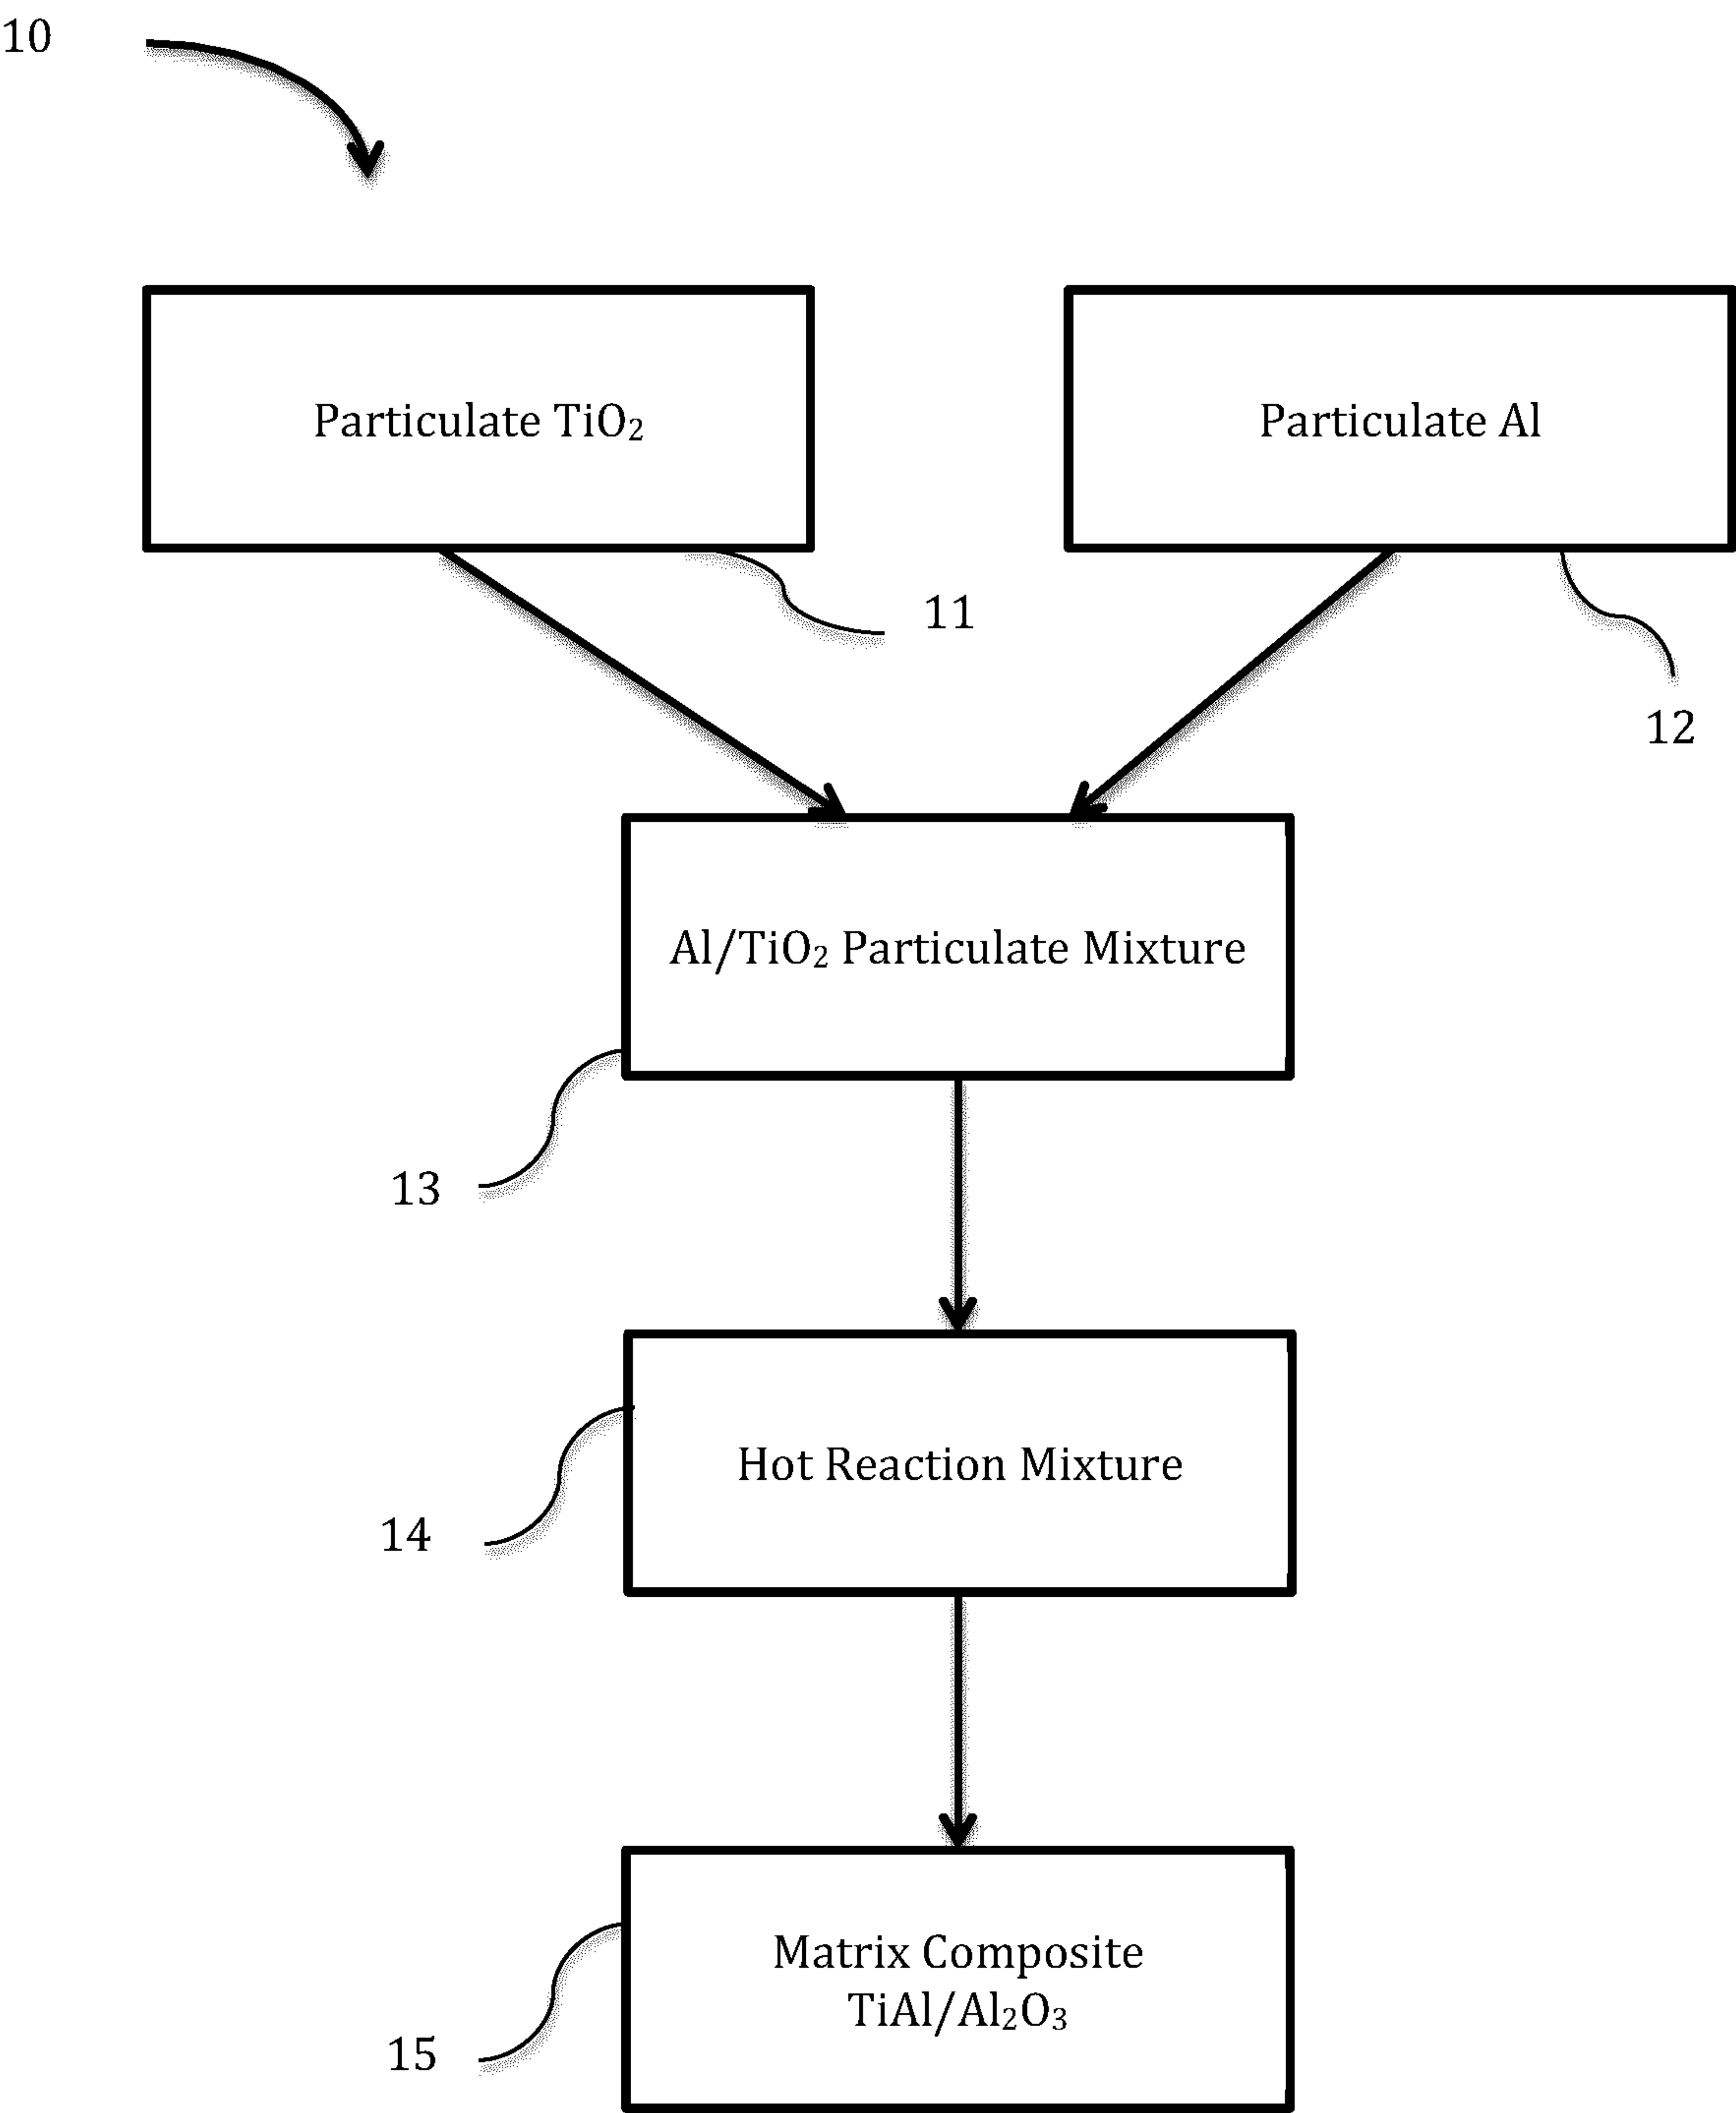 10
Particulate TiO₂
Particulate Al
11
12
Al/TiO₂ Particulate Mixture
13
Hot Reaction Mixture
14
Matrix Composite
TiAl/Al₂O₃
15